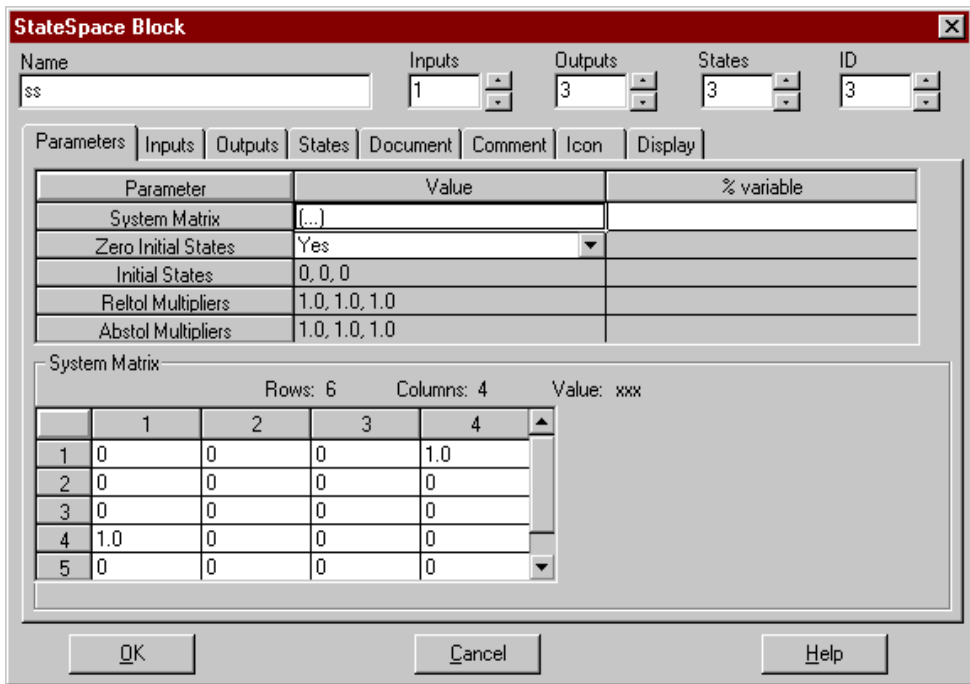 StateSpace Block
Name Inputs Outputs States ID
ss 1 3 3 3
Parameters Inputs Outputs States Document Comment Icon Display
Parameter Value % variable
System Matrix (...)
Zero Initial States Yes
Initial States 0, 0, 0
Reltol Multipliers 1.0, 1.0, 1.0
Abstol Multipliers 1.0, 1.0, 1.0
System Matrix
Rows: 6 Columns: 4 Value: xxx
1 2 3 4
1 0 0 0 1.0
2 0 0 0 0
3 0 0 0 0
4 1.0 0 0 0
5 0 0 0 0
OK Cancel Help